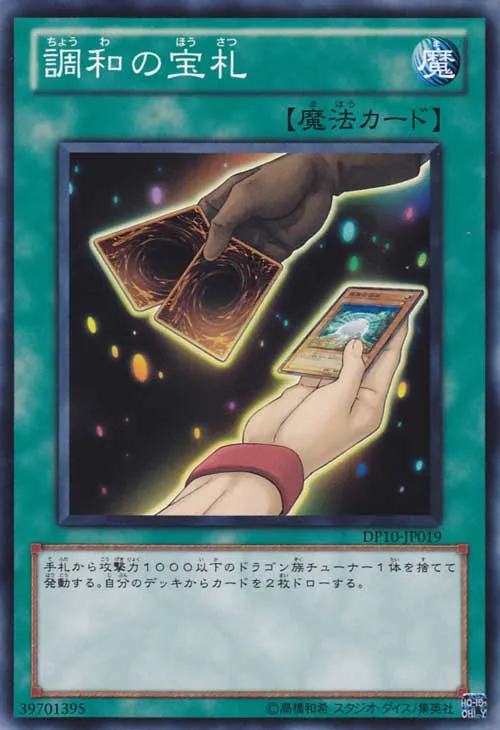 調和の宝札
魔
【魔法カード】
DP10-JP019
手札から攻撃力1000以下のドラゴン族チューナー1体を捨てて
発動する。自分のデッキからカードを2枚ドローする。
39701395
©高橋和希 スタジオ・ダイス/集英社